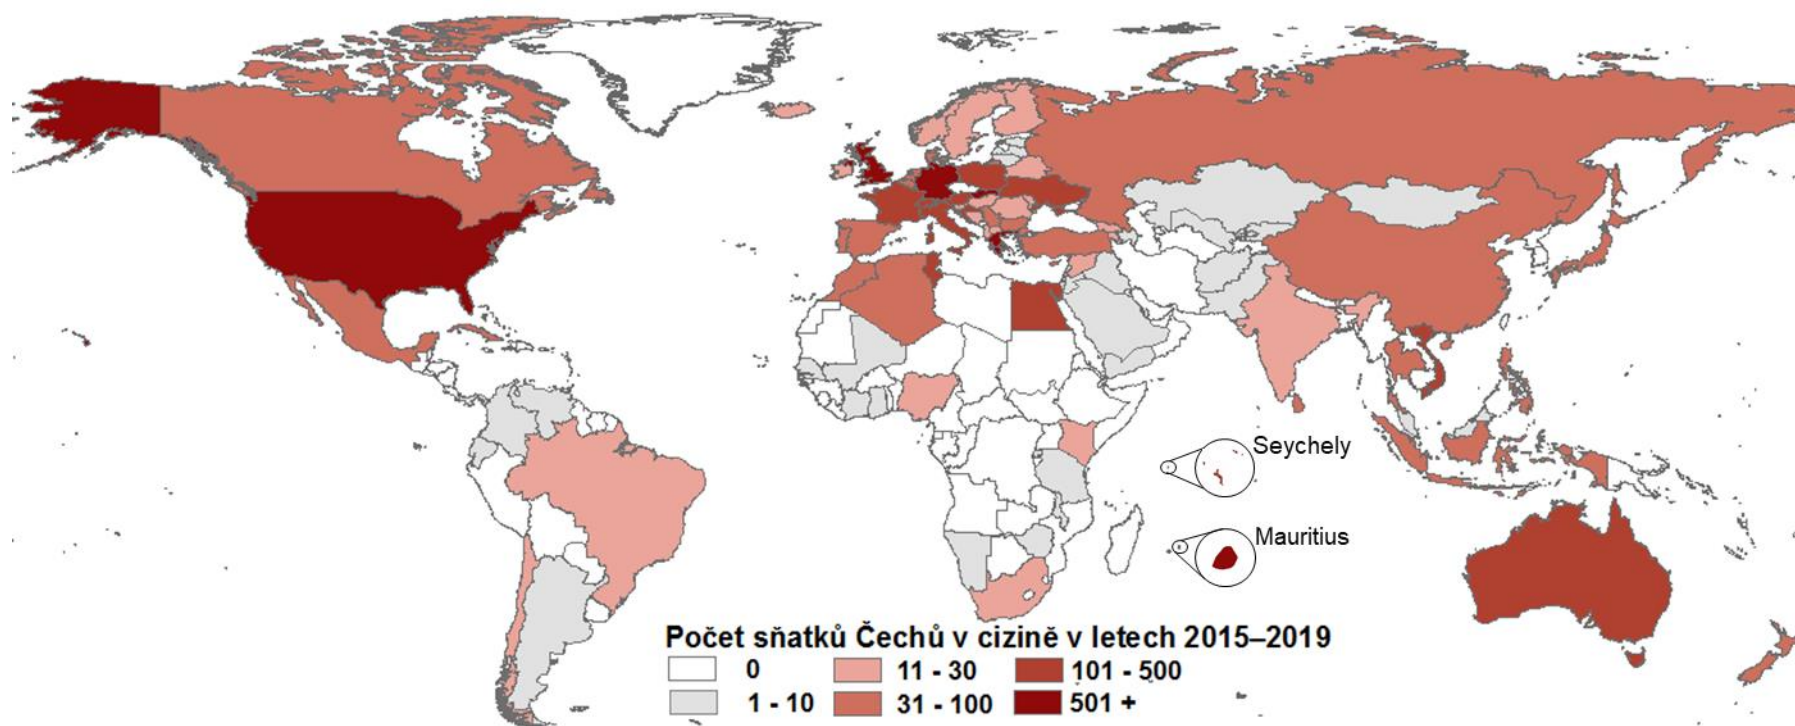 Seychely
Mauritius
Počet sňatků Čechů v cizině v letech 2015–2019
0 11 - 30 101 - 500
1 - 10 31 - 100 501 +